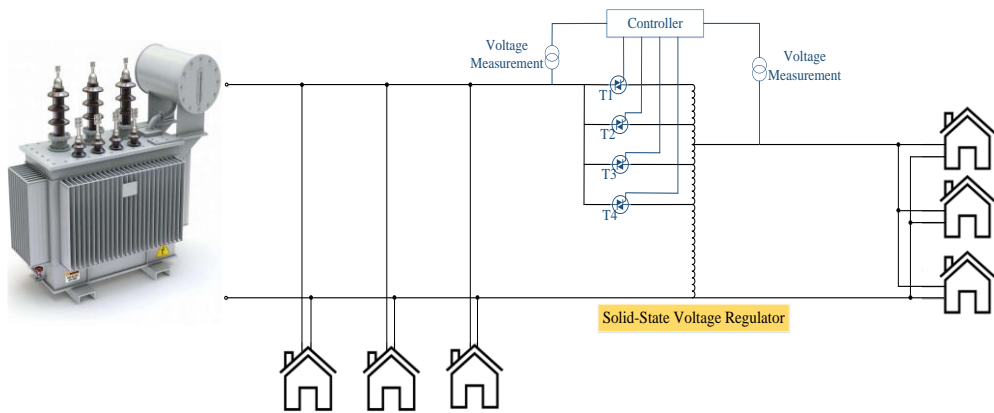 Controller
Voltage
Measurement
Voltage
Measurement
T1
T2
T3
T4
Solid-State Voltage Regulator